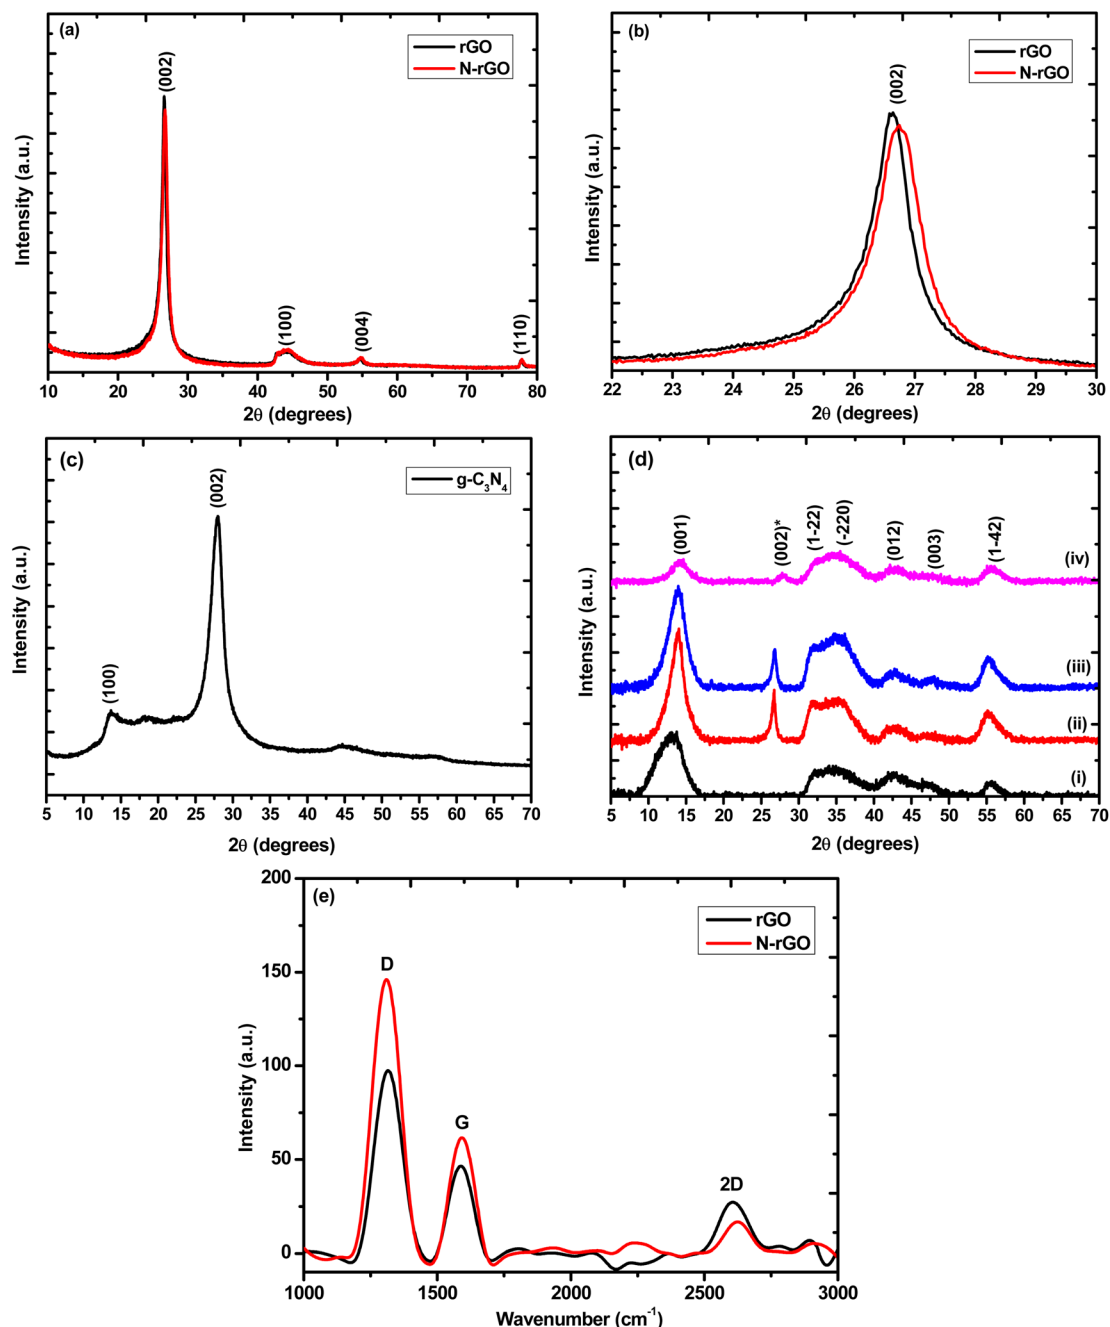 (a)
rGO
N-rGO
(002)
(100)
(004)
(110)
Intensity (a.u.)
10 20 30 40 50 60 70 80
2θ (degrees)
(b)
rGO
N-rGO
(002)
Intensity (a.u.)
22 23 24 25 26 27 28 29 30
2θ (degrees)
(c)
g-C₃N₄
(002)
(100)
Intensity (a.u.)
5 10 15 20 25 30 35 40 45 50 55 60 65 70
2θ (degrees)
(d)
(001)
(002)*
(1-22)
(-220)
(012)
(003)
(1-42)
(iv)
(iii)
(ii)
(i)
Intensity (a.u.)
5 10 15 20 25 30 35 40 45 50 55 60 65 70
2θ (degrees)
(e)
rGO
N-rGO
D
G
2D
200
150
100
50
0
Intensity (a.u.)
1000 1500 2000 2500 3000
Wavenumber (cm⁻¹)